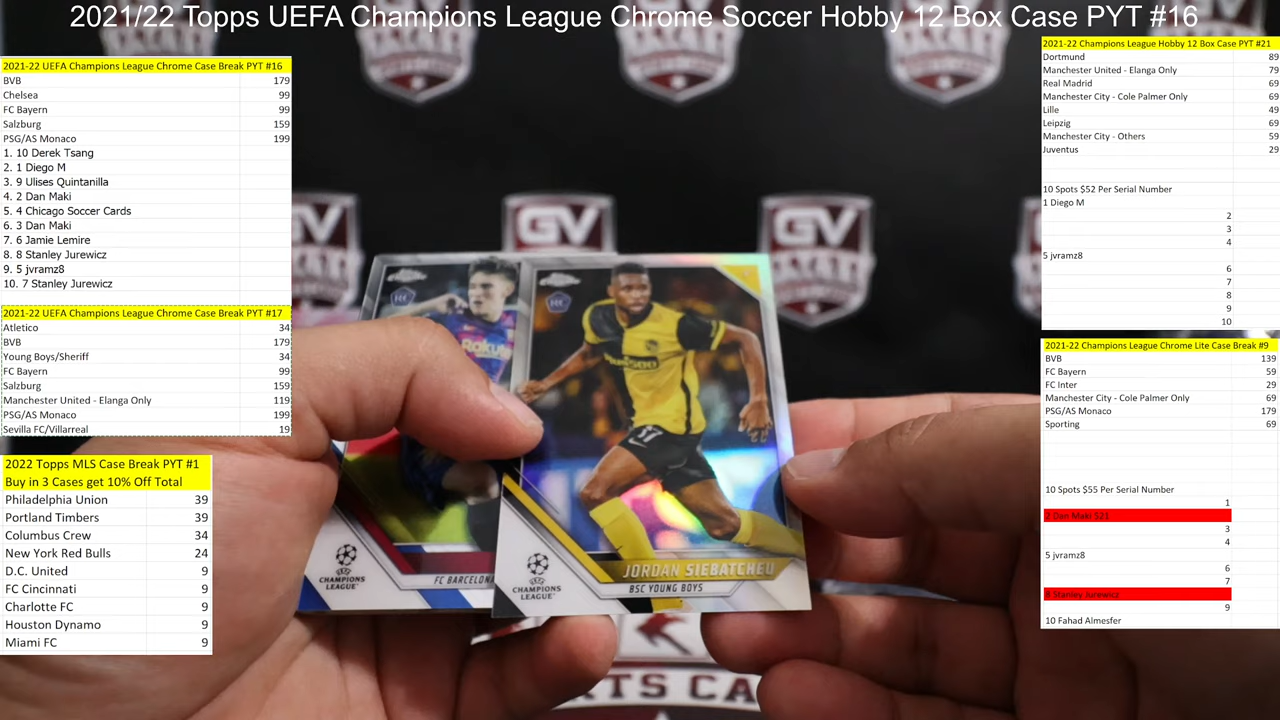 2021/22 Topps UEFA Champions League Chrome Soccer Hobby 12 Box Case PYT #16
2021-22 UEFA Champions League Chrome Case Break PYT #16
BVB 179
Chelsea 99
FC Bayern 99
Salzburg 159
PSG/AS Monaco 199
1. 10 Derek Tsang
2. 1 Diego M
3. 9 Ulises Quintanilla
4. 2 Dan Maki
5. 4 Chicago Soccer Cards
6. 3 Dan Maki
7. 6 Jamie Lemire
8. 8 Stanley Jurewicz
9. 5 jvramz8
10. 7 Stanley Jurewicz
2021-22 UEFA Champions League Chrome Case Break PYT #17
Atletico 34
BVB 179
Young Boys/Sheriff 34
FC Bayern 99
Salzburg 159
Manchester United - Elanga Only 119
PSG/AS Monaco 199
Sevilla FC/Villarreal 19
2022 Topps MLS Case Break PYT #1
Buy in 3 Cases get 10% Off Total
Philadelphia Union 39
Portland Timbers 39
Columbus Crew 34
New York Red Bulls 24
D.C. United 9
FC Cincinnati 9
Charlotte FC 9
Houston Dynamo 9
Miami FC 9
2021-22 Champions League Hobby 12 Box Case PYT #21
Dortmund 89
Manchester United - Elanga Only 79
Real Madrid 69
Manchester City - Cole Palmer Only 69
Lille 49
Leipzig 69
Manchester City - Others 59
Juventus 29
10 Spots $52 Per Serial Number
1 Diego M
2
3
4
5 jvramz8
6
7
8
9
10
2021-22 Champions League Chrome Lite Case Break #9
BVB 139
FC Bayern 59
FC Inter 29
Manchester City - Cole Palmer Only 69
PSG/AS Monaco 179
Sporting 69
10 Spots $55 Per Serial Number
1
2 Dan Maki 521
3
4
5 jvramz8
6
7
8 Stanley Jurewicz
9
10 Fahad Almesfer
GV
GV
RC
RC
Rakuten
11
CHAMPIONS
LEAGUE
FC BARCELONA
CHAMPIONS
LEAGUE
JORDAN SIEBATCHEU
BSC YOUNG BOYS